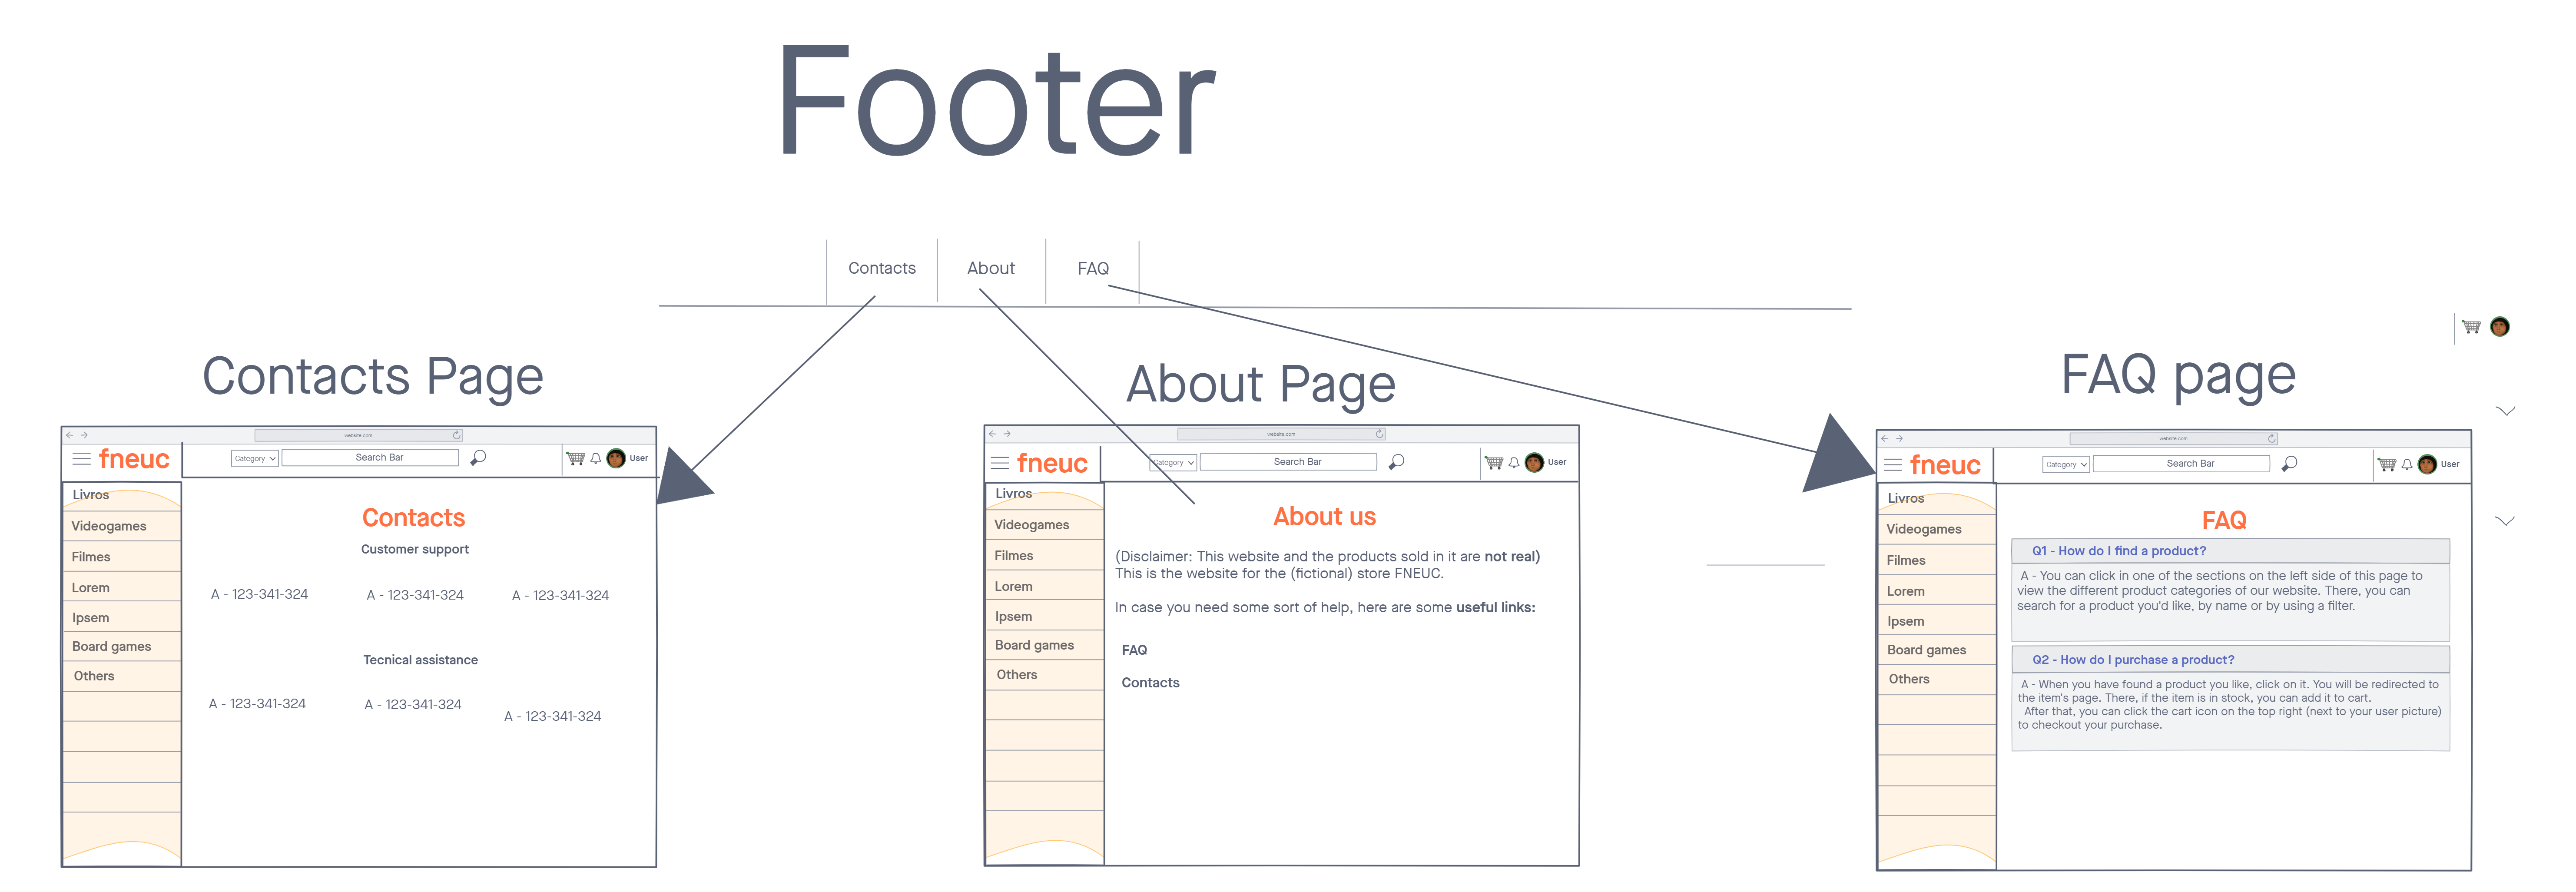 Footer
Contacts
About
FAQ
Contacts Page
website.com
fneuc
Category
Search Bar
User
Livros
Videogames
Filmes
Lorem
Ipsem
Board games
Others
Contacts
Customer support
A - 123-341-324
A - 123-341-324
A - 123-341-324
Tecnical assistance
A - 123-341-324
A - 123-341-324
A - 123-341-324
About Page
website.com
fneuc
Category
Search Bar
User
Livros
Videogames
Filmes
Lorem
Ipsem
Board games
Others
About us
(Disclaimer: This website and the products sold in it are not real)
This is the website for the (fictional) store FNEUC.
In case you need some sort of help, here are some useful links:
FAQ
Contacts
FAQ page
website.com
fneuc
Category
Search Bar
User
Livros
Videogames
Filmes
Lorem
Ipsem
Board games
Others
FAQ
Q1 - How do I find a product?
A - You can click in one of the sections on the left side of this page to
view the different product categories of our website. There, you can
search for a product you'd like, by name or by using a filter.
Q2 - How do I purchase a product?
A - When you have found a product you like, click on it. You will be redirected to
the item's page. There, if the item is in stock, you can add it to cart.
After that, you can click the cart icon on the top right (next to your user picture)
to checkout your purchase.